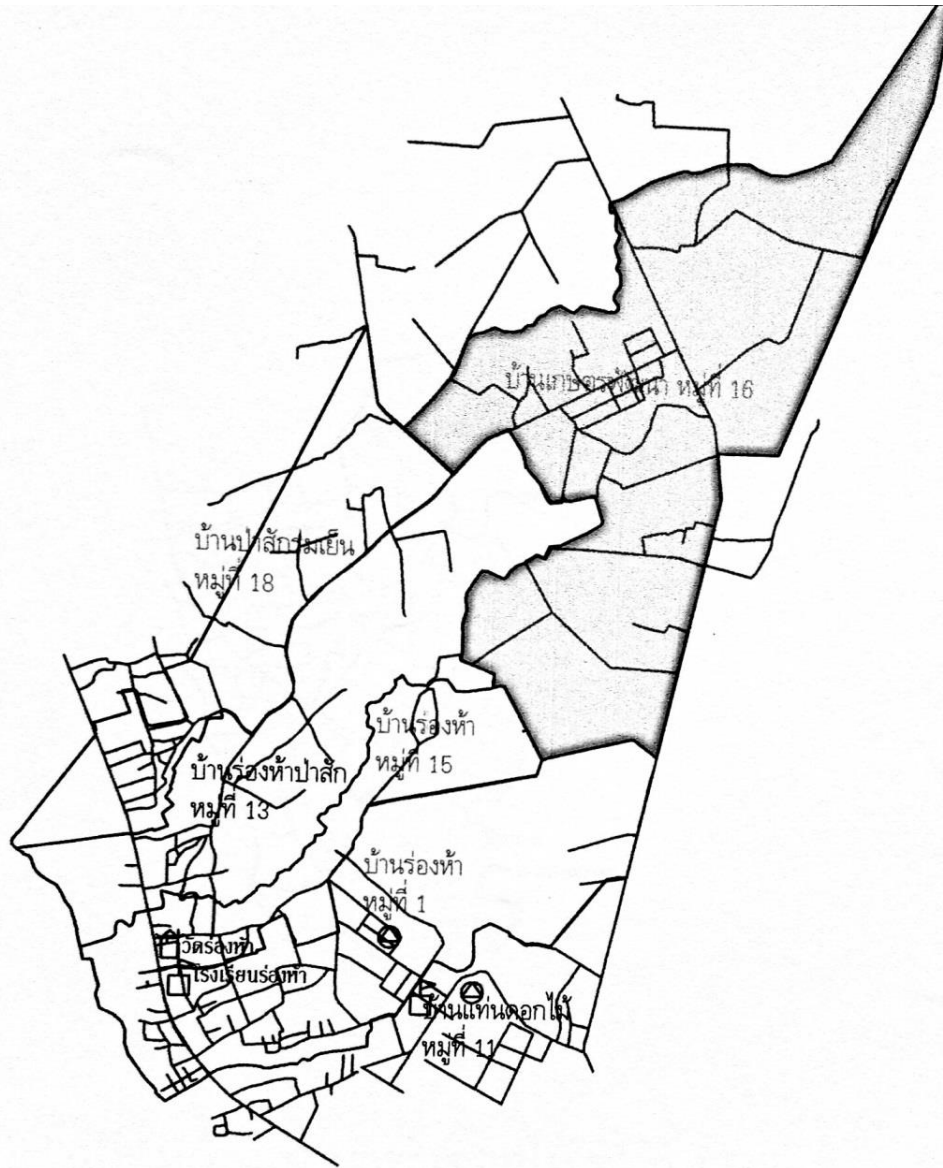 บ้านเกษตรพัฒนา หมู่ที่ 16
บ้านป่าสักร่มเย็น
หมู่ที่ 18
บ้านร่องห้า
หมู่ที่ 15
บ้านร่องห้าป่าสัก
หมู่ที่ 13
บ้านร่องห้า
หมู่ที่ 1
วัดร่องห้า
โรงเรียนร่องห้า
บ้านแท่นดอกไม้
หมู่ที่ 11